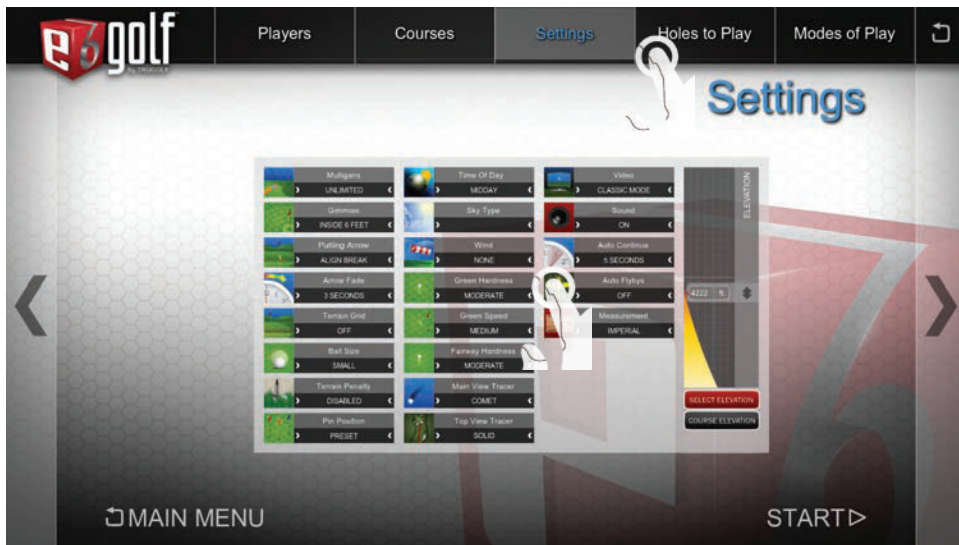 e6golf
by TRUGOLF
Players
Courses
Settings
Holes to Play
Modes of Play
Settings
Mulligans
UNLIMITED
Gimmies
INSIDE 6 FEET
Putting Arrow
ALIGN BREAK
Arrow Fade
3 SECONDS
Terrain Grid
OFF
Ball Size
SMALL
Terrain Penalty
DISABLED
Pin Position
PRESET
Time Of Day
MIDDAY
Sky Type
Wind
NONE
Green Hardness
MODERATE
Green Speed
MEDIUM
Fairway Hardness
MODERATE
Main View Tracer
COMET
Top View Tracer
SOLID
Video
CLASSIC MODE
Sound
ON
Auto Continue
5 SECONDS
Auto Flybys
OFF
Measurement
IMPERIAL
ELEVATION
4222 ft
SELECT ELEVATION
COURSE ELEVATION
MAIN MENU
START